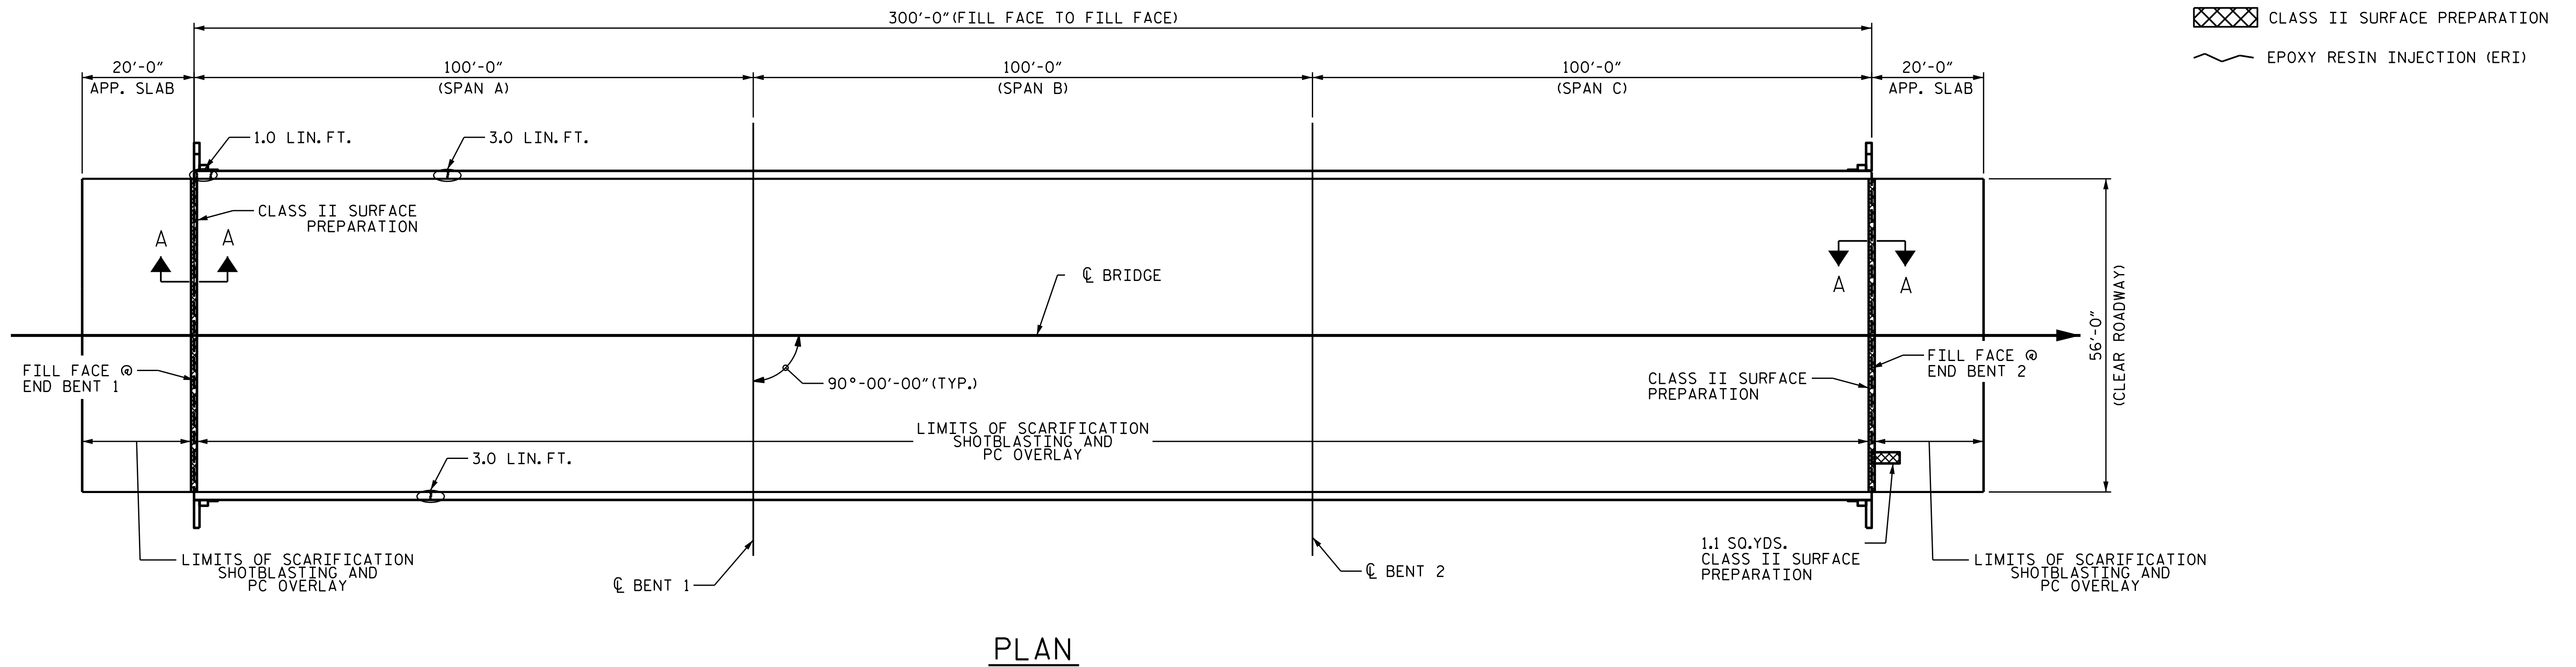 300'-0"(FILL FACE TO FILL FACE)
CLASS II SURFACE PREPARATION
EPOXY RESIN INJECTION (ERI)
20'-0"
APP. SLAB
100'-0"
(SPAN A)
100'-0"
(SPAN B)
100'-0"
(SPAN C)
20'-0"
APP. SLAB
1.0 LIN.FT.
3.0 LIN.FT.
CLASS II SURFACE
PREPARATION
A
A
A
A
℄ BRIDGE
56'-0"
(CLEAR ROADWAY)
FILL FACE @
END BENT 1
90°-00'-00"(TYP.)
CLASS II SURFACE
PREPARATION
FILL FACE @
END BENT 2
LIMITS OF SCARIFICATION
SHOTBLASTING AND
PC OVERLAY
3.0 LIN.FT.
LIMITS OF SCARIFICATION
SHOTBLASTING AND
PC OVERLAY
℄ BENT 1
℄ BENT 2
1.1 SQ.YDS.
CLASS II SURFACE
PREPARATION
LIMITS OF SCARIFICATION
SHOTBLASTING AND
PC OVERLAY
PLAN